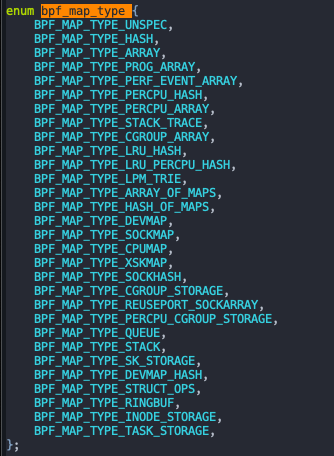 enum bpf_map_type {
    BPF_MAP_TYPE_UNSPEC,
    BPF_MAP_TYPE_HASH,
    BPF_MAP_TYPE_ARRAY,
    BPF_MAP_TYPE_PROG_ARRAY,
    BPF_MAP_TYPE_PERF_EVENT_ARRAY,
    BPF_MAP_TYPE_PERCPU_HASH,
    BPF_MAP_TYPE_PERCPU_ARRAY,
    BPF_MAP_TYPE_STACK_TRACE,
    BPF_MAP_TYPE_CGROUP_ARRAY,
    BPF_MAP_TYPE_LRU_HASH,
    BPF_MAP_TYPE_LRU_PERCPU_HASH,
    BPF_MAP_TYPE_LPM_TRIE,
    BPF_MAP_TYPE_ARRAY_OF_MAPS,
    BPF_MAP_TYPE_HASH_OF_MAPS,
    BPF_MAP_TYPE_DEVMAP,
    BPF_MAP_TYPE_SOCKMAP,
    BPF_MAP_TYPE_CPUMAP,
    BPF_MAP_TYPE_XSKMAP,
    BPF_MAP_TYPE_SOCKHASH,
    BPF_MAP_TYPE_CGROUP_STORAGE,
    BPF_MAP_TYPE_REUSEPORT_SOCKARRAY,
    BPF_MAP_TYPE_PERCPU_CGROUP_STORAGE,
    BPF_MAP_TYPE_QUEUE,
    BPF_MAP_TYPE_STACK,
    BPF_MAP_TYPE_SK_STORAGE,
    BPF_MAP_TYPE_DEVMAP_HASH,
    BPF_MAP_TYPE_STRUCT_OPS,
    BPF_MAP_TYPE_RINGBUF,
    BPF_MAP_TYPE_INODE_STORAGE,
    BPF_MAP_TYPE_TASK_STORAGE,
};